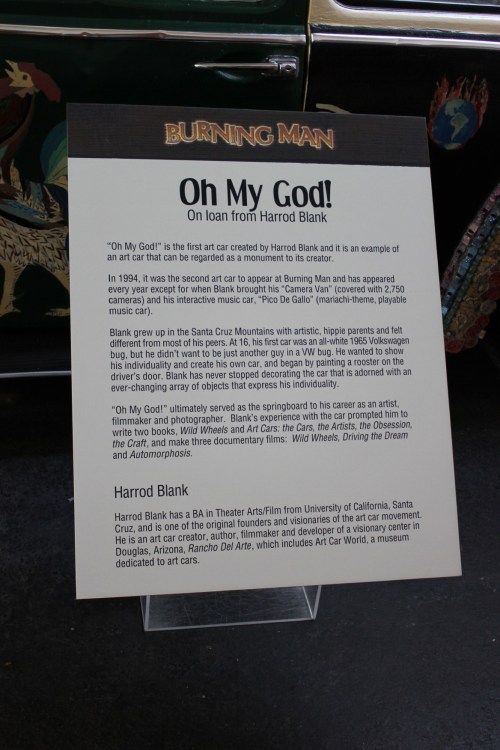 BURNING MAN
Oh My God!
On loan from Harrod Blank
"Oh My God!" is the first art car created by Harrod Blank and it is an example of
an art car that can be regarded as a monument to its creator.
In 1994, it was the second art car to appear at Burning Man and has appeared
every year except for when Blank brought his "Camera Van" (covered with 2,750
cameras) and his interactive music car, "Pico De Gallo" (mariachi-theme, playable
music car).
Blank grew up in the Santa Cruz Mountains with artistic, hippie parents and felt
different from most of his peers. At 16, his first car was an all-white 1965 Volkswagen
bug, but he didn't want to be just another guy in a VW bug. He wanted to show
his individuality and create his own car, and began by painting a rooster on the
driver's door. Blank has never stopped decorating the car that is adorned with an
ever-changing array of objects that express his individuality.
"Oh My God!" ultimately served as the springboard to his career as an artist,
filmmaker and photographer. Blank's experience with the car prompted him to
write two books, Wild Wheels and Art Cars: the Cars, the Artists, the Obsession,
the Craft, and make three documentary films: Wild Wheels, Driving the Dream
and Automorphosis.
Harrod Blank
Harrod Blank has a BA in Theater Arts/Film from University of California, Santa
Cruz, and is one of the original founders and visionaries of the art car movement.
He is an art car creator, author, filmmaker and developer of a visionary center in
Douglas, Arizona, Rancho Del Arte, which includes Art Car World, a museum
dedicated to art cars.